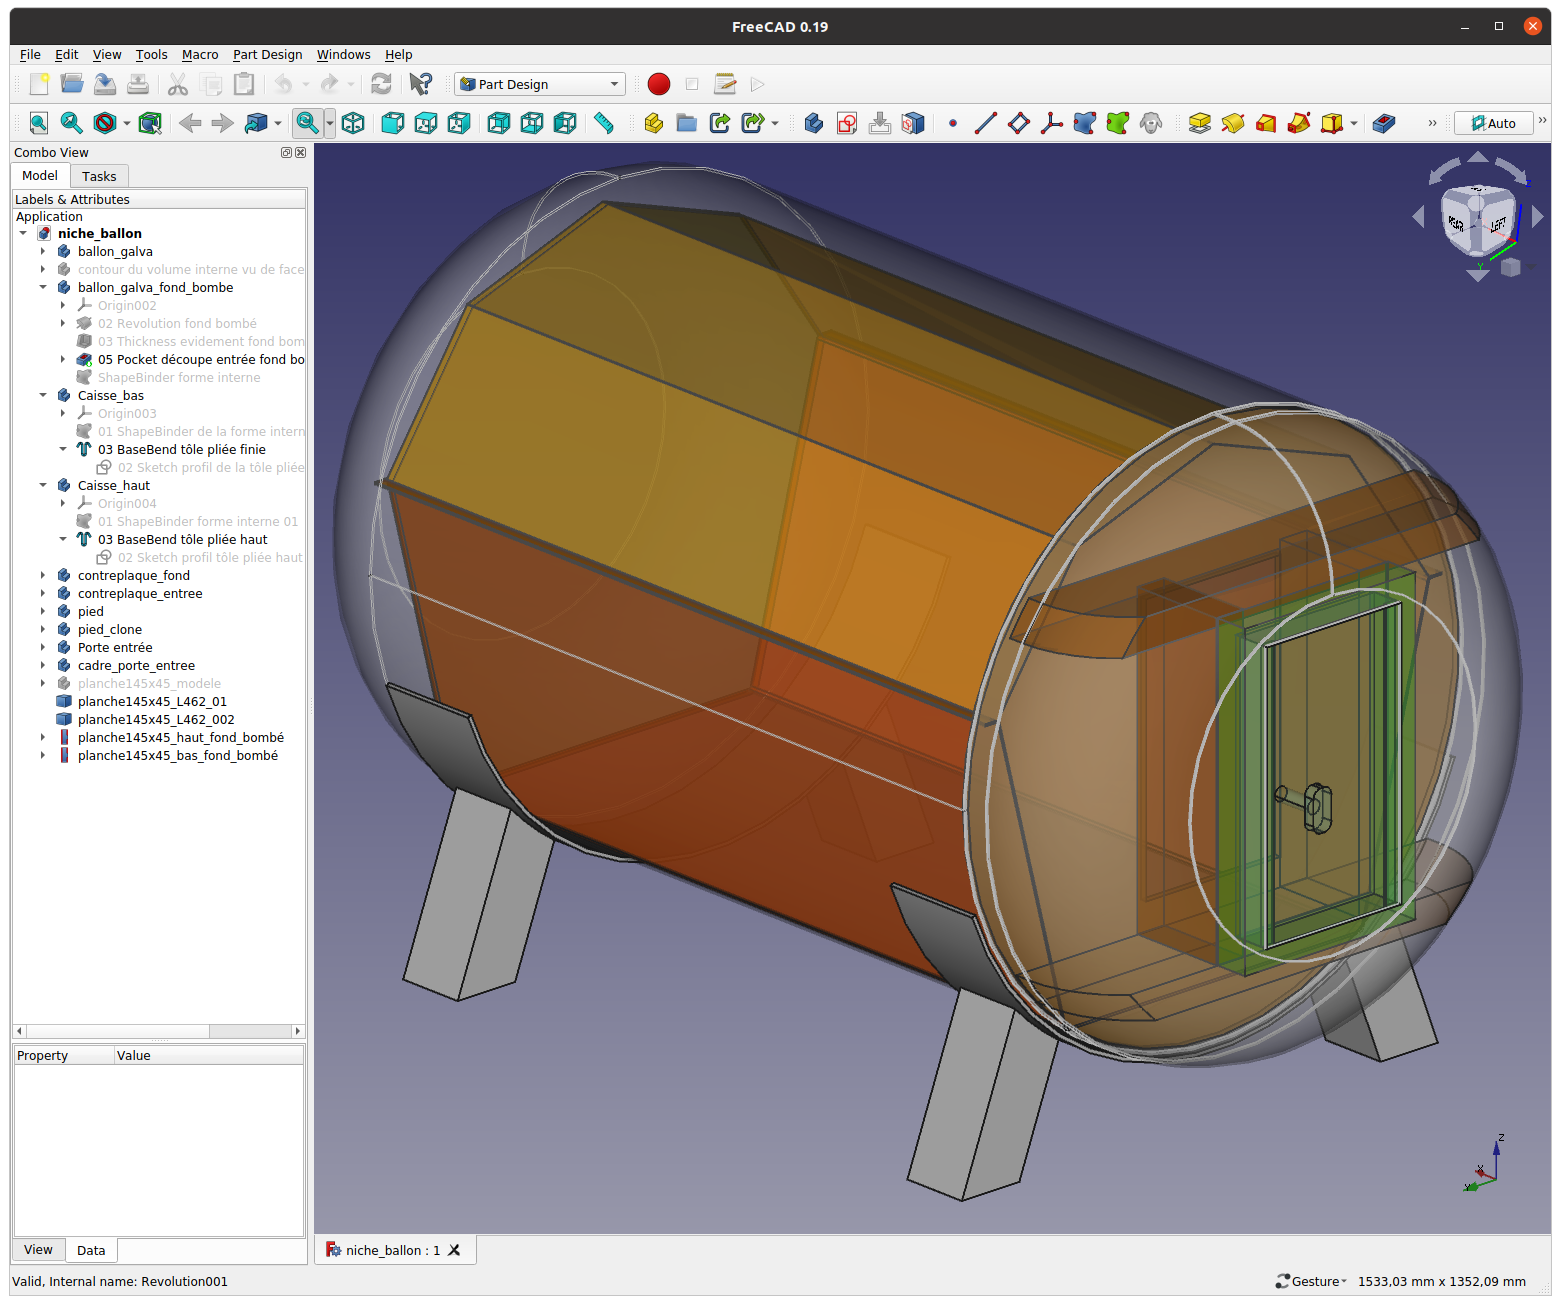 FreeCAD 0.19
File Edit View Tools Macro Part Design Windows Help
Part Design
Auto
Combo View
Model Tasks
Labels & Attributes
Application
niche_ballon
ballon_galva
contour du volume interne vu de face
ballon_galva_fond_bombe
Origin002
02 Revolution fond bombé
03 Thickness evidement fond bom
05 Pocket découpe entrée fond bo
ShapeBinder forme interne
Caisse_bas
Origin003
01 ShapeBinder de la forme intern
03 BaseBend tôle pliée finie
02 Sketch profil de la tôle pliée
Caisse_haut
Origin004
01 ShapeBinder forme interne 01
03 BaseBend tôle pliée haut
02 Sketch profil tôle pliée haut
contreplaque_fond
contreplaque_entree
pied
pied_clone
Porte entrée
cadre_porte_entree
planche145x45_modele
planche145x45_L462_01
planche145x45_L462_002
planche145x45_haut_fond_bombé
planche145x45_bas_fond_bombé
Property Value
View Data
REAR LEFT
Z
Y
Z
X
Y
niche_ballon : 1
Valid, Internal name: Revolution001
Gesture 1533,03 mm x 1352,09 mm